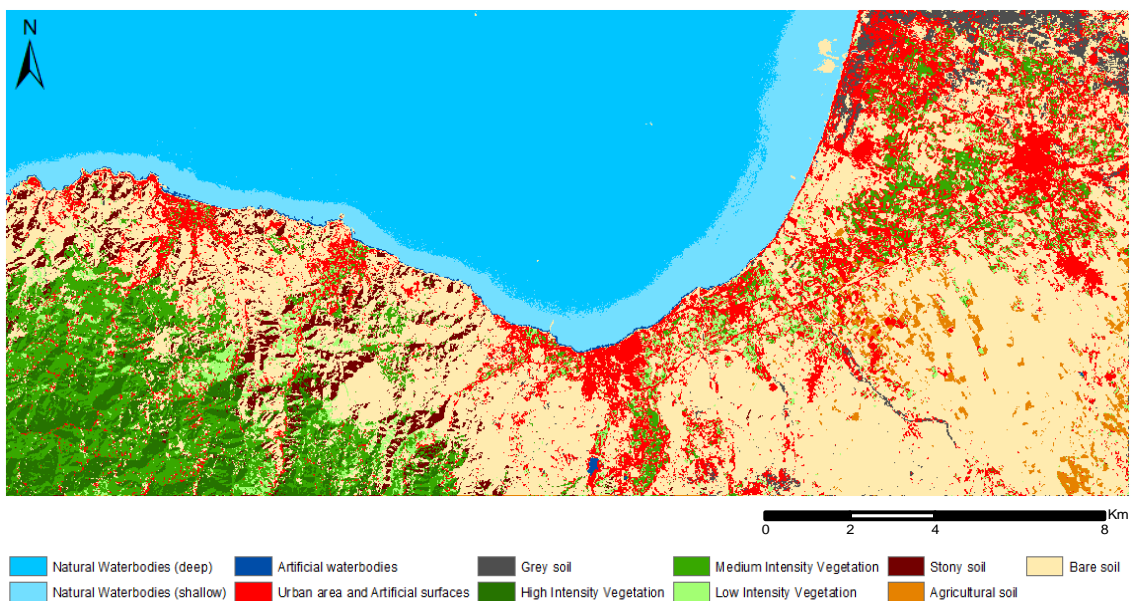 N
Km
0 2 4 8
Natural Waterbodies (deep) Artificial waterbodies Grey soil Medium Intensity Vegetation Stony soil Bare soil
Natural Waterbodies (shallow) Urban area and Artificial surfaces High Intensity Vegetation Low Intensity Vegetation Agricultural soil